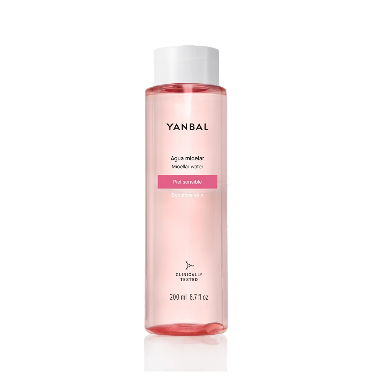 YANBAL
Agua micelar
Micellar water
Piel sensible
CLINICALLY
TESTED
200 ml 6.7 fl oz